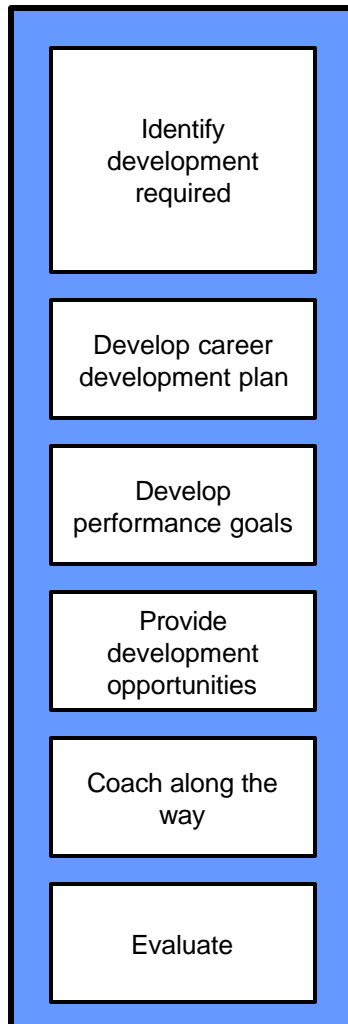 Identify
development
required
Develop career
development plan
Develop
performance goals
Provide
development
opportunities
Coach along the
way
Evaluate